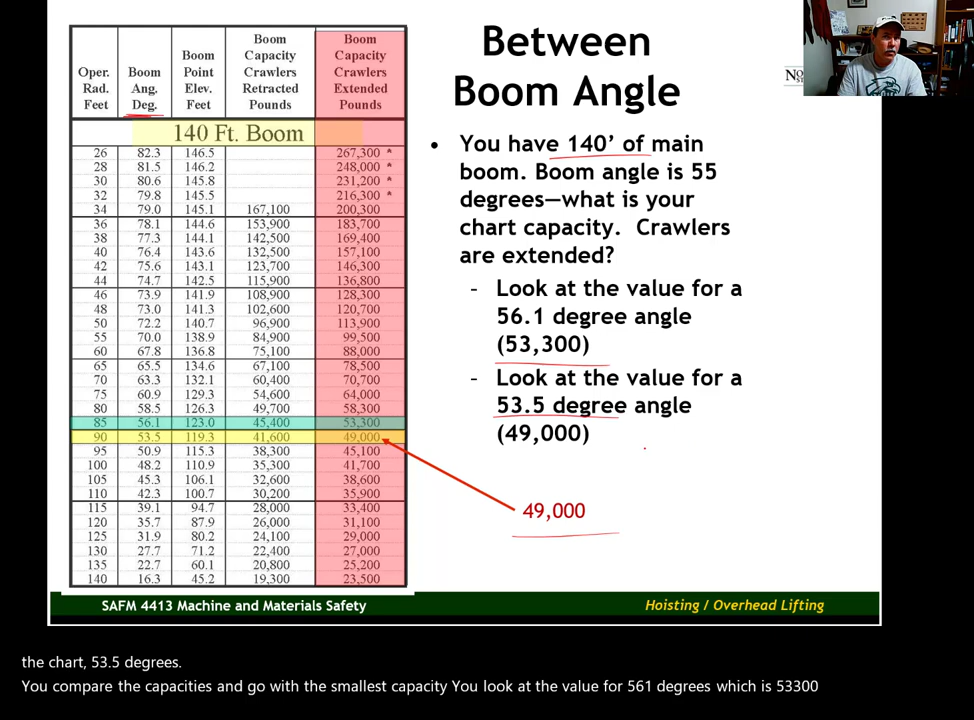 Between
Boom Angle
No
Oper. Rad. Feet | Boom Ang. Deg. | Boom Point Elev. Feet | Boom Capacity Crawlers Retracted Pounds | Boom Capacity Crawlers Extended Pounds
140 Ft. Boom
26 82.3 146.5 267,300 *
28 81.5 146.2 248,000 *
30 80.6 145.8 231,200 *
32 79.8 145.5 216,300 *
34 79.0 145.1 167,100 200,300
36 78.1 144.6 153,900 183,700
38 77.3 144.1 142,500 169,400
40 76.4 143.6 132,500 157,100
42 75.6 143.1 123,700 146,300
44 74.7 142.5 115,900 136,800
46 73.9 141.9 108,900 128,300
48 73.0 141.3 102,600 120,700
50 72.2 140.7 96,900 113,900
55 70.0 138.9 84,900 99,500
60 67.8 136.8 75,100 88,000
65 65.5 134.6 67,100 78,500
70 63.3 132.1 60,400 70,700
75 60.9 129.3 54,600 64,000
80 58.5 126.3 49,700 58,300
85 56.1 123.0 45,400 53,300
90 53.5 119.3 41,600 49,000
95 50.9 115.3 38,300 45,100
100 48.2 110.9 35,300 41,700
105 45.3 106.1 32,600 38,600
110 42.3 100.7 30,200 35,900
115 39.1 94.7 28,000 33,400
120 35.7 87.9 26,000 31,100
125 31.9 80.2 24,100 29,000
130 27.7 71.2 22,400 27,000
135 22.7 60.1 20,800 25,200
140 16.3 45.2 19,300 23,500
• You have 140’ of main
boom. Boom angle is 55
degrees—what is your
chart capacity. Crawlers
are extended?
- Look at the value for a
56.1 degree angle
(53,300)
- Look at the value for a
53.5 degree angle
(49,000)
49,000
SAFM 4413 Machine and Materials Safety
Hoisting / Overhead Lifting
the chart, 53.5 degrees.
You compare the capacities and go with the smallest capacity You look at the value for 561 degrees which is 53300